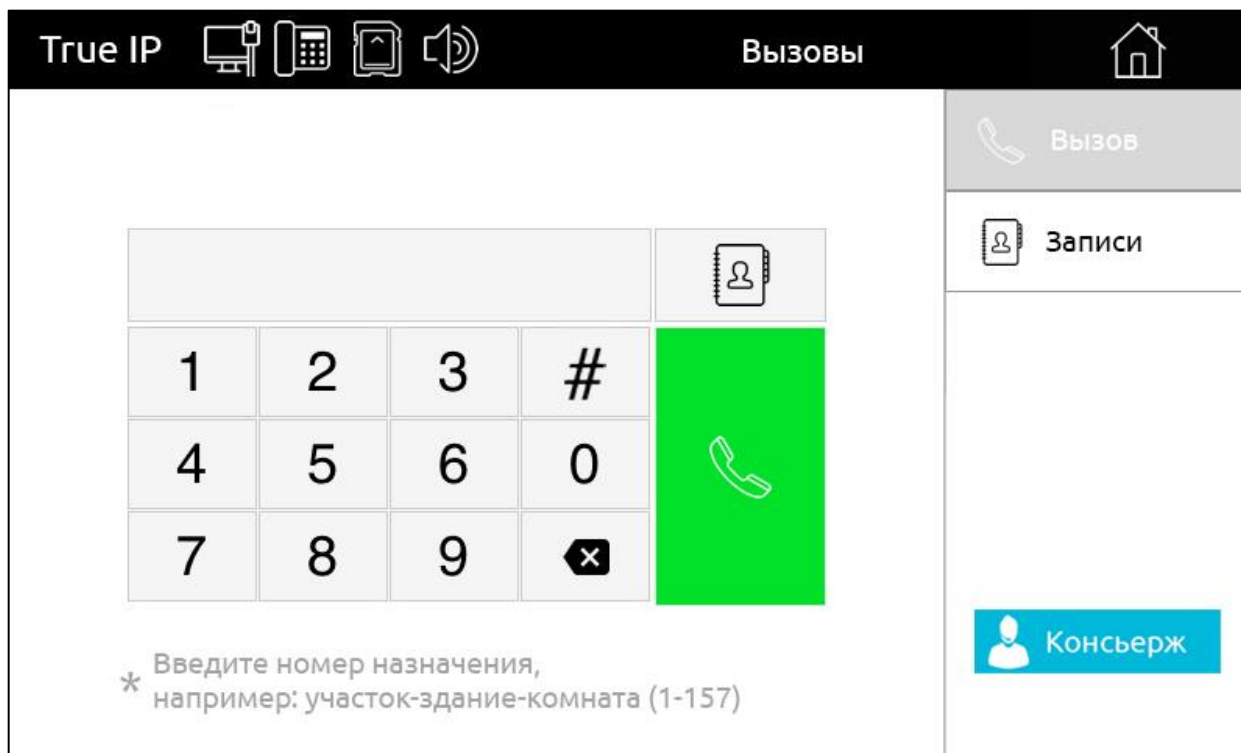 True IP Вызовы
Вызов
Записи
1 2 3 #
4 5 6 0
7 8 9
Консьерж
* Введите номер назначения,
например: участок-здание-комната (1-157)